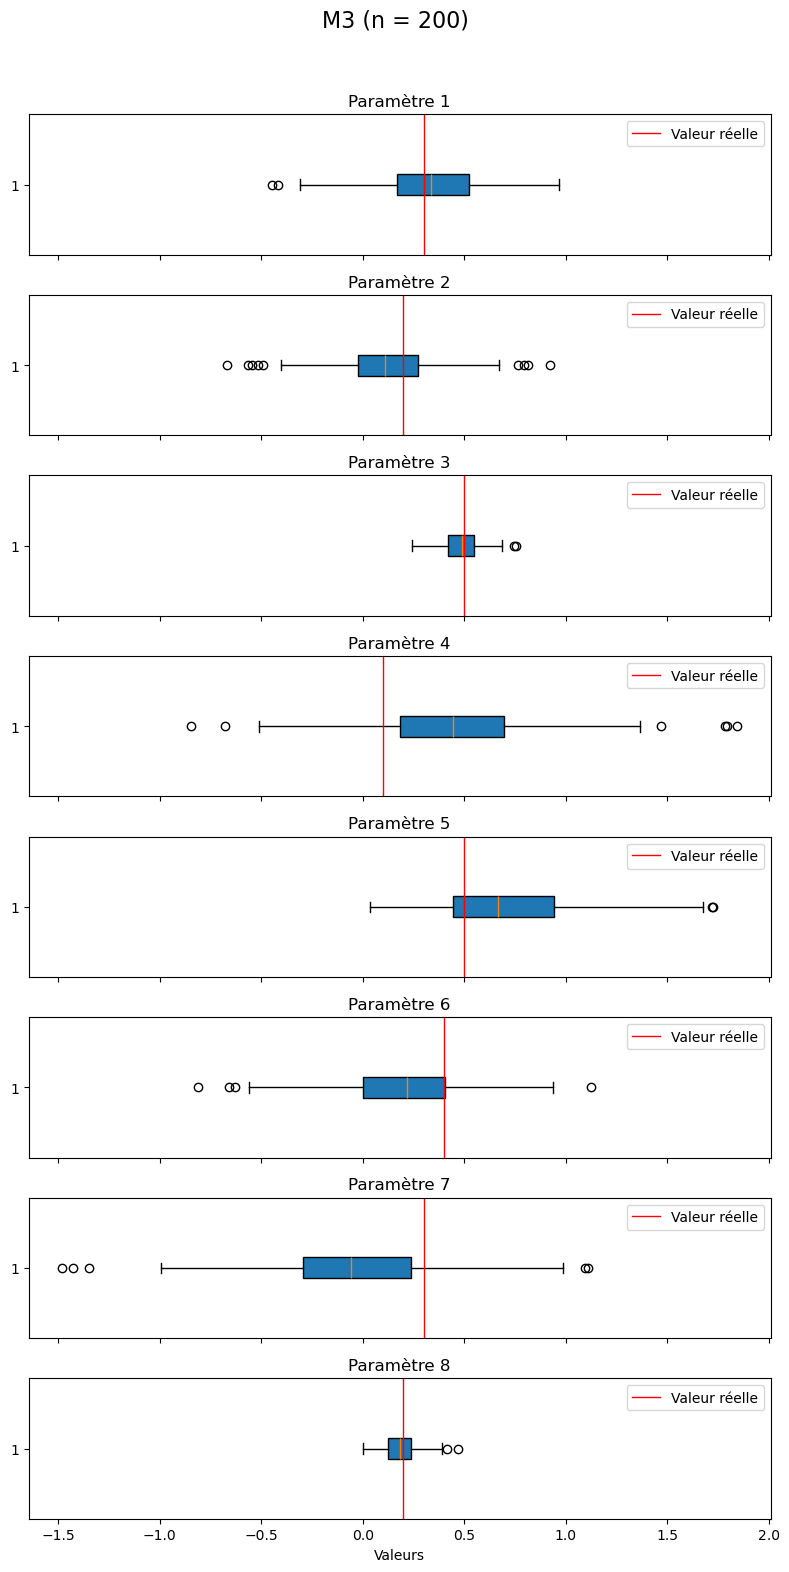 M3 (n = 200)
Paramètre 1
Valeur réelle
1
Paramètre 2
Valeur réelle
1
Paramètre 3
Valeur réelle
1
Paramètre 4
Valeur réelle
1
Paramètre 5
Valeur réelle
1
Paramètre 6
Valeur réelle
1
Paramètre 7
Valeur réelle
1
Paramètre 8
Valeur réelle
1
−1.5 −1.0 −0.5 0.0 0.5 1.0 1.5 2.0
Valeurs